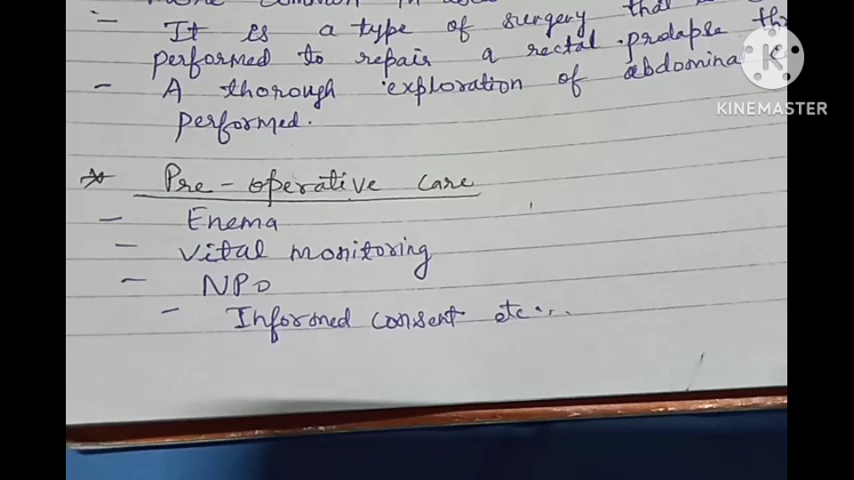 - It is a type of surgery that is
performed to repair a rectal prolapse
- A thorough exploration of abdominal
performed.
* Pre-operative care
- Enema
- Vital monitoring
- NPO
- Informed consent etc...
KINEMASTER